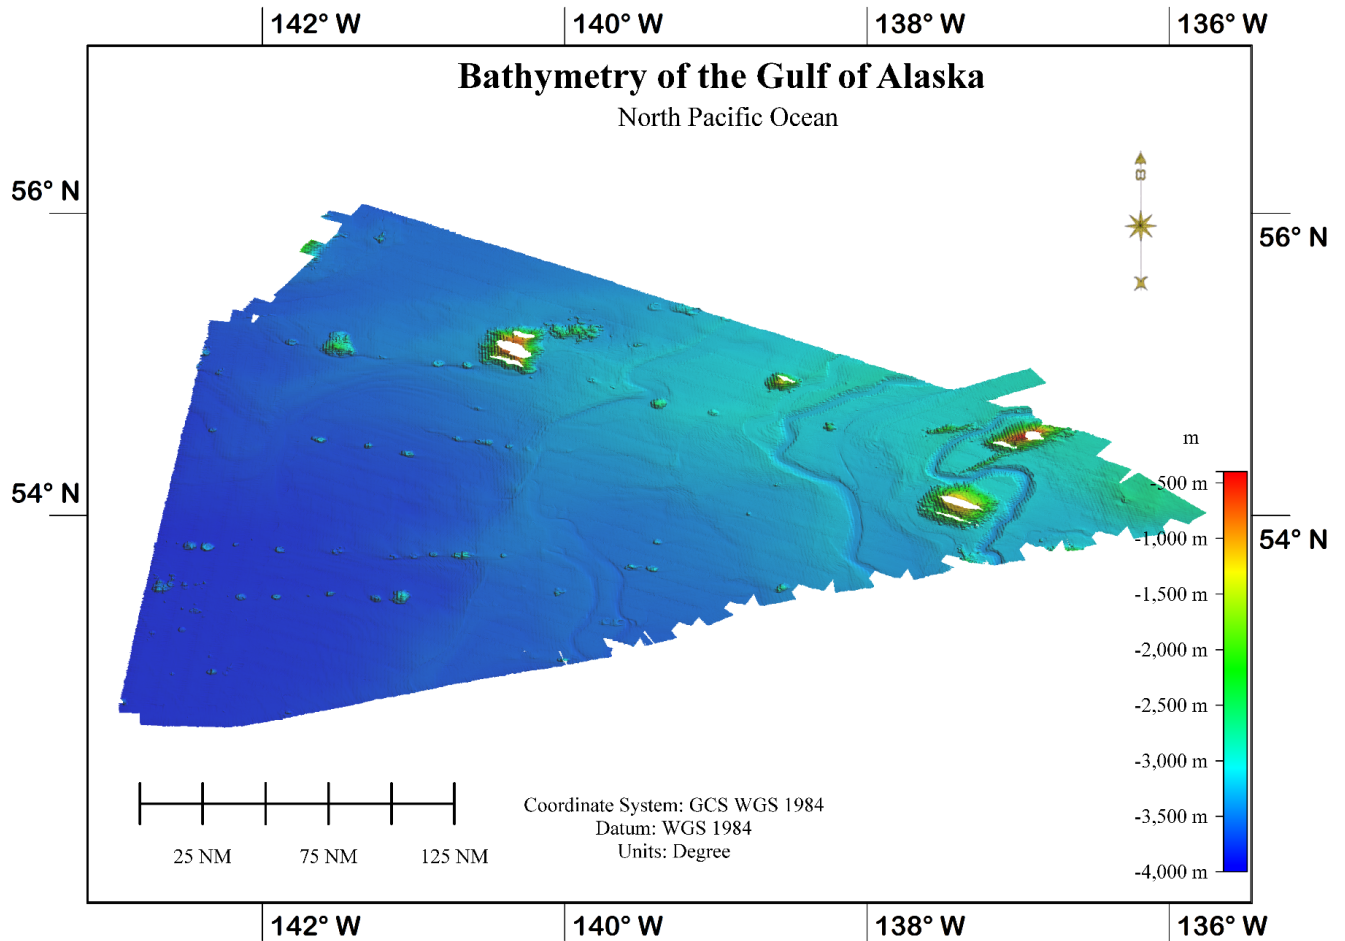 142° W
140° W
138° W
136° W
Bathymetry of the Gulf of Alaska
North Pacific Ocean
56° N
56° N
m
54° N
-500 m
-1,000 m
54° N
-1,500 m
-2,000 m
-2,500 m
-3,000 m
-3,500 m
-4,000 m
Coordinate System: GCS WGS 1984
Datum: WGS 1984
Units: Degree
25 NM
75 NM
125 NM
142° W
140° W
138° W
136° W